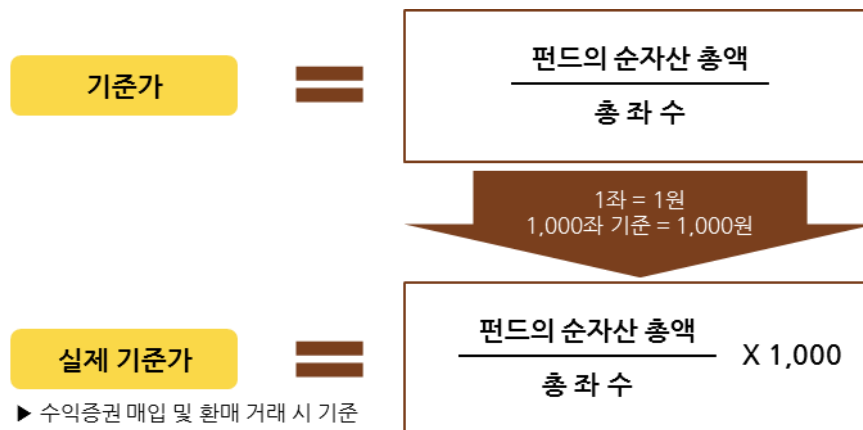 기준가
펀드의 순자산 총액
총 좌 수
1좌 = 1원
1,000좌 기준 = 1,000원
실제 기준가
펀드의 순자산 총액
총 좌 수
X 1,000
▶ 수익증권 매입 및 환매 거래 시 기준